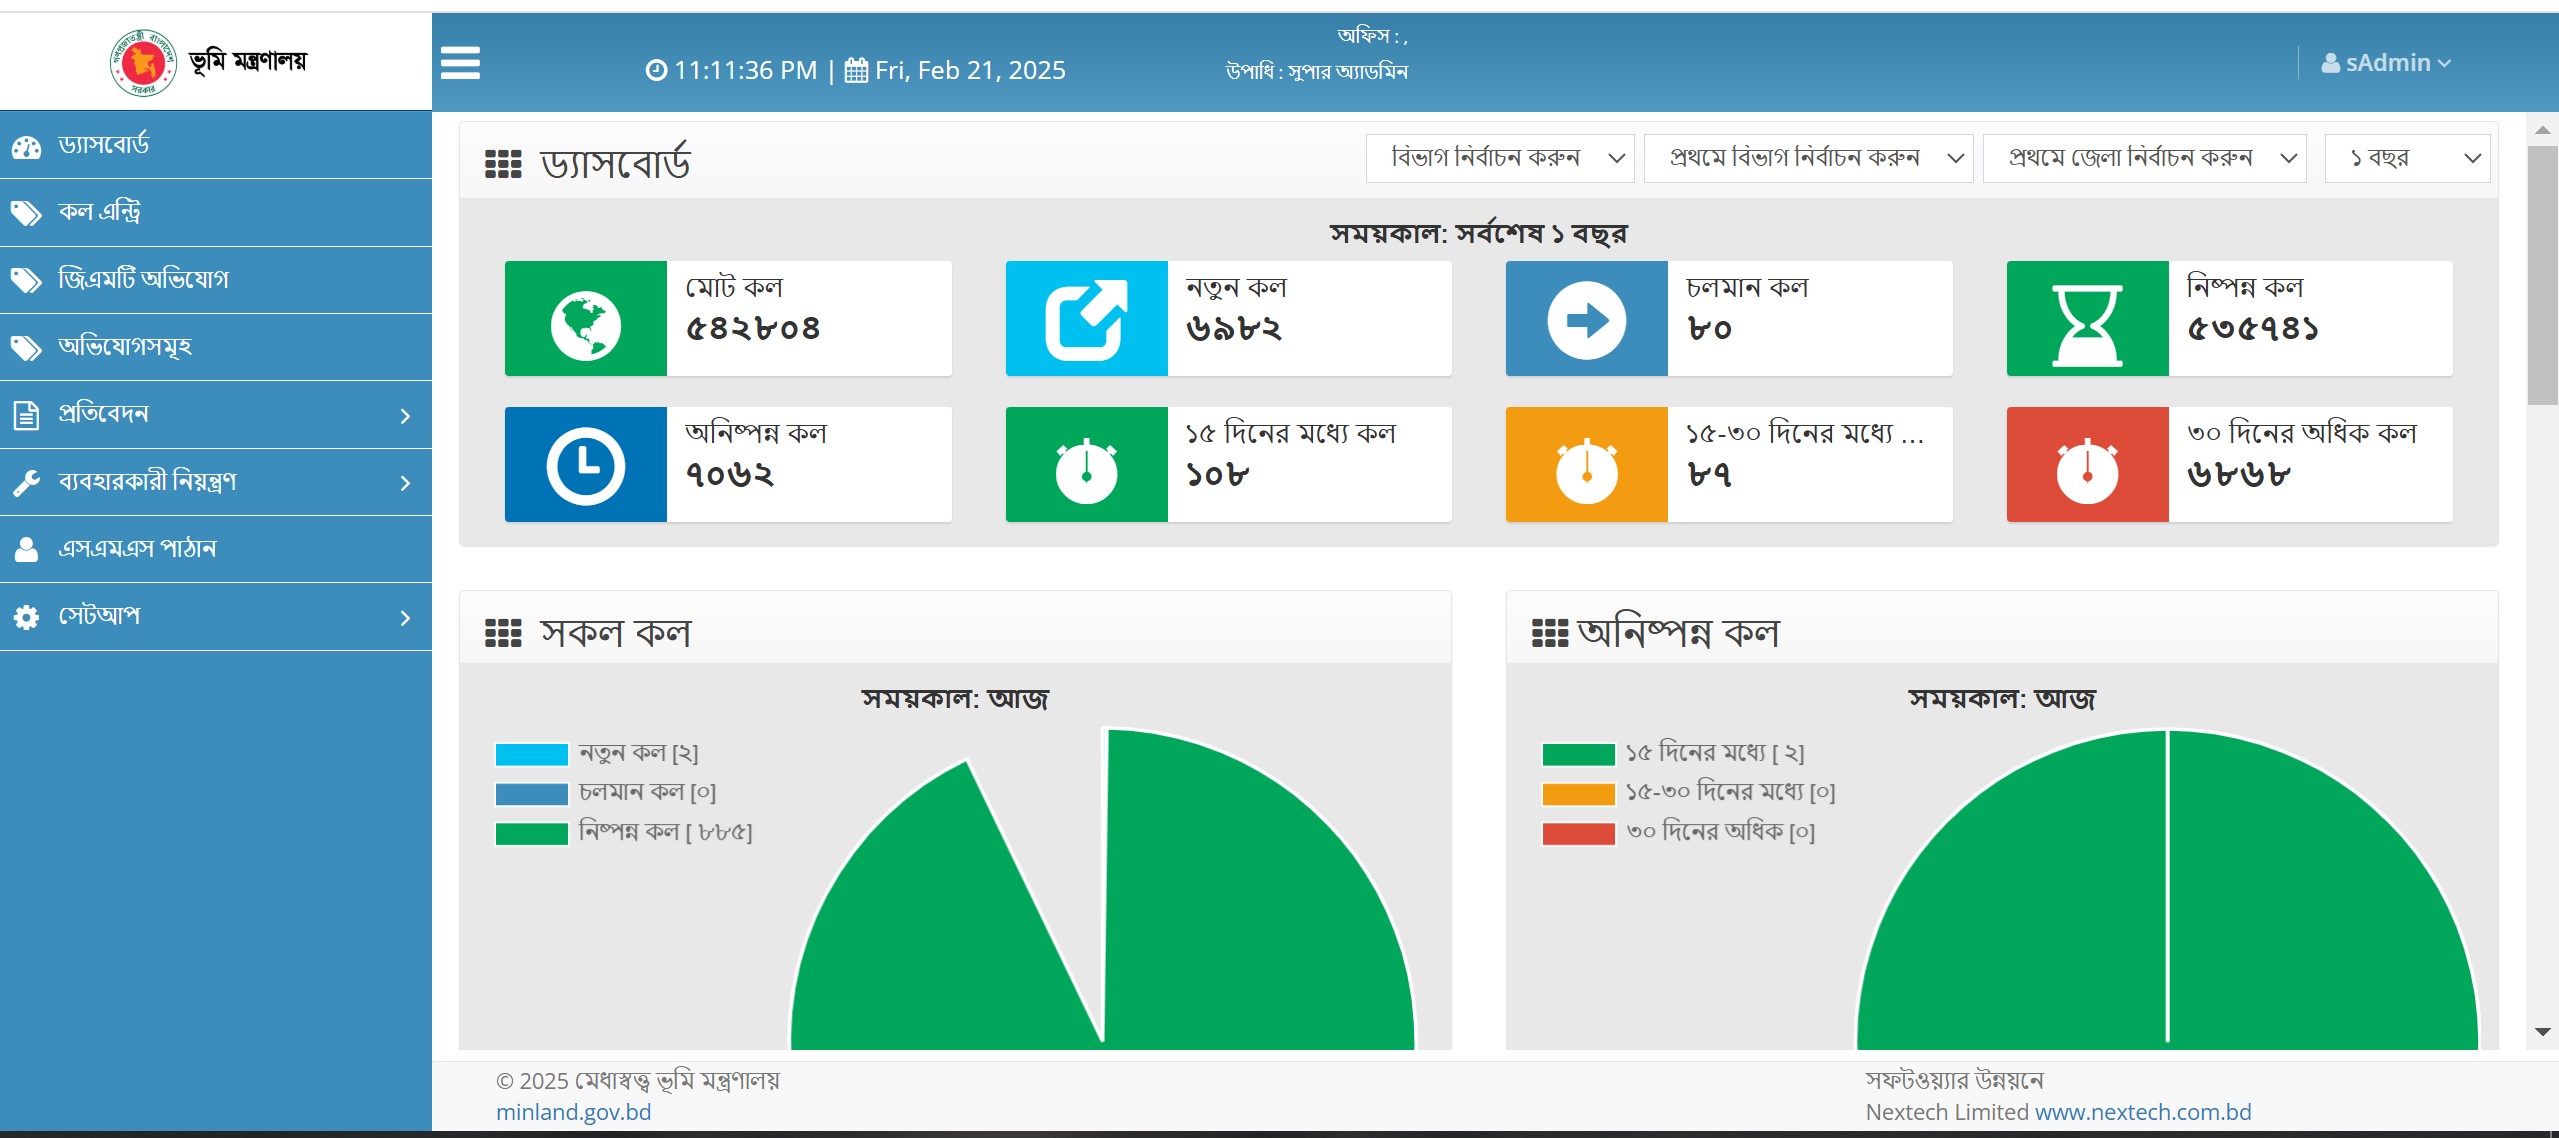 ভূমি মন্ত্রণালয়
11:11:36 PM | Fri, Feb 21, 2025
অফিস : ,
উপাধি : সুপার অ্যাডমিন
sAdmin
ড্যাসবোর্ড
কল এন্ট্রি
জিএমটি অভিযোগ
অভিযোগসমূহ
প্রতিবেদন
ব্যবহারকারী নিয়ন্ত্রণ
এসএমএস পাঠান
সেটআপ
ড্যাসবোর্ড
বিভাগ নির্বাচন করুন
প্রথমে বিভাগ নির্বাচন করুন
প্রথমে জেলা নির্বাচন করুন
১ বছর
সময়কাল: সর্বশেষ ১ বছর
মোট কল
৫৪২৮০৪
নতুন কল
৬৯৮২
চলমান কল
৮০
নিষ্পন্ন কল
৫৩৫৭৪১
অনিষ্পন্ন কল
৭০৬২
১৫ দিনের মধ্যে কল
১০৮
১৫-৩০ দিনের মধ্যে ...
৮৭
৩০ দিনের অধিক কল
৬৮৬৮
সকল কল
সময়কাল: আজ
নতুন কল [২]
চলমান কল [০]
নিষ্পন্ন কল [ ৮৮৫]
অনিষ্পন্ন কল
সময়কাল: আজ
১৫ দিনের মধ্যে [ ২]
১৫-৩০ দিনের মধ্যে [০]
৩০ দিনের অধিক [০]
© 2025 মেধাস্বত্ত্ব ভূমি মন্ত্রণালয়
minland.gov.bd
সফটওয়্যার উন্নয়নে
Nextech Limited www.nextech.com.bd